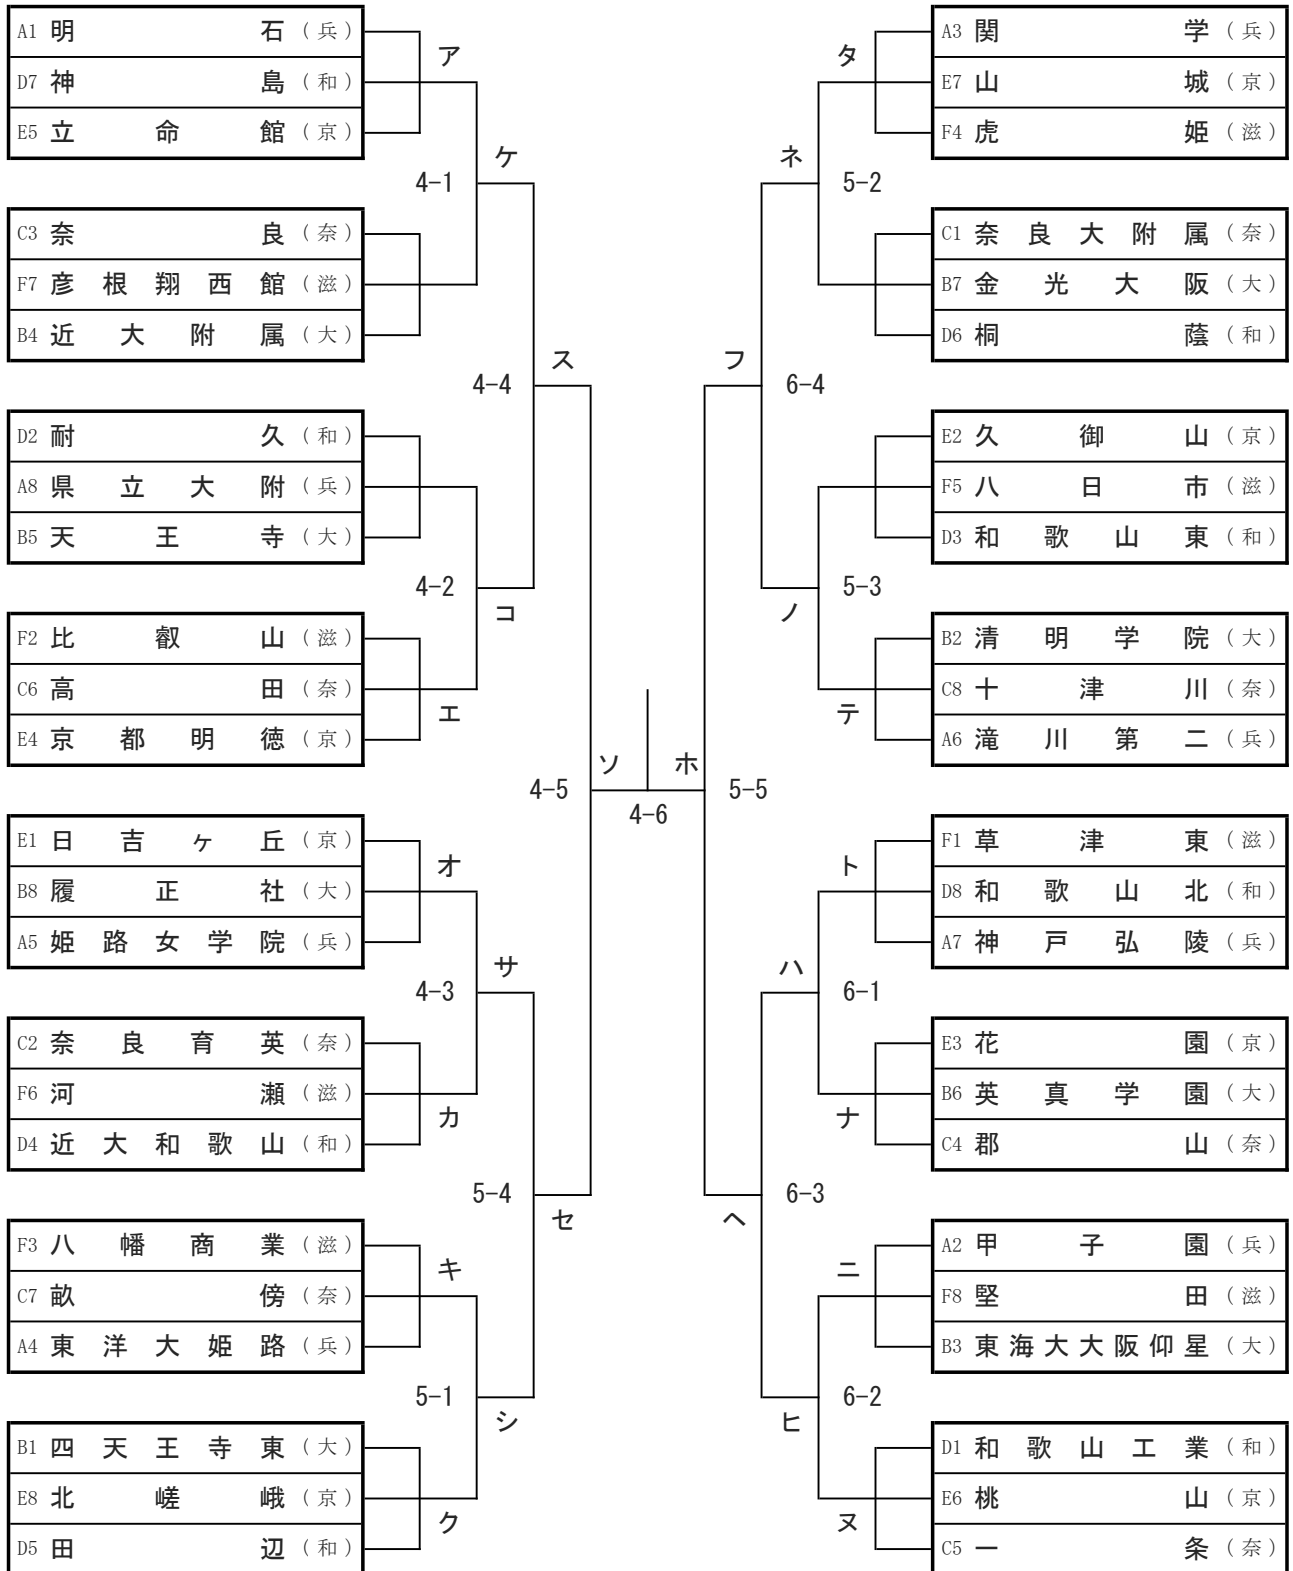 A1 明石 (兵)
D7 神島 (和)
E5 立命館 (京)
ア
ケ
4-1
C3 奈良 (奈)
F7 彦根翔西館 (滋)
B4 近大附属 (大)
ス
4-4
D2 耐久 (和)
A8 県立大附 (兵)
B5 天王寺 (大)
4-2
コ
F2 比叡山 (滋)
C6 高田 (奈)
E4 京都明徳 (京)
エ
ソ
4-5
4-6
E1 日吉ヶ丘 (京)
B8 履正社 (大)
A5 姫路女学院 (兵)
オ
サ
4-3
C2 奈良育英 (奈)
F6 河瀬 (滋)
D4 近大和歌山 (和)
カ
5-4
セ
F3 八幡商業 (滋)
C7 畝傍 (奈)
A4 東洋大姫路 (兵)
キ
5-1
シ
B1 四天王寺東 (大)
E8 北嵯峨 (京)
D5 田辺 (和)
ク
タ
A3 関学 (兵)
E7 山城 (京)
F4 虎姫 (滋)
ネ
5-2
C1 奈良大附属 (奈)
B7 金光大阪 (大)
D6 桐蔭 (和)
フ
6-4
E2 久御山 (京)
F5 八日市 (滋)
D3 和歌山東 (和)
5-3
ノ
B2 清明学院 (大)
C8 十津川 (奈)
A6 滝川第二 (兵)
テ
ホ
5-5
F1 草津東 (滋)
D8 和歌山北 (和)
A7 神戸弘陵 (兵)
ト
ハ
6-1
E3 花園 (京)
B6 英真学園 (大)
C4 郡山 (奈)
ナ
6-3
ヘ
A2 甲子園 (兵)
F8 堅田 (滋)
B3 東海大大阪仰星 (大)
ニ
6-2
ヒ
D1 和歌山工業 (和)
E6 桃山 (京)
C5 一条 (奈)
ヌ